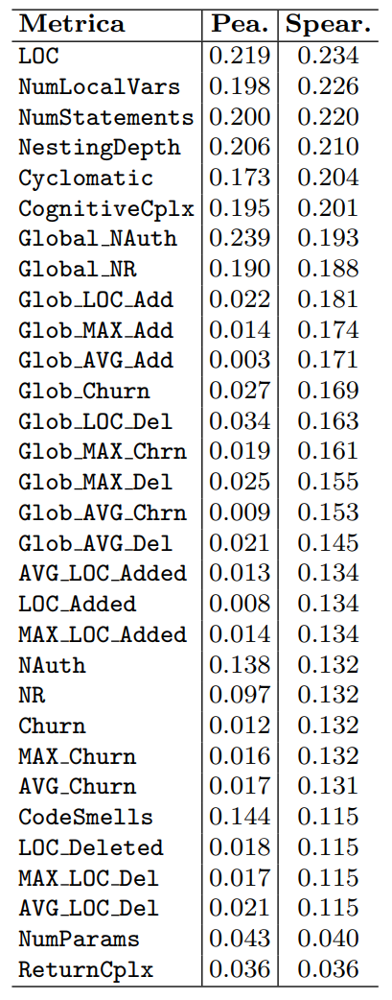 Metrica Pea. Spear.
LOC 0.219 0.234
NumLocalVars 0.198 0.226
NumStatements 0.200 0.220
NestingDepth 0.206 0.210
Cyclomatic 0.173 0.204
CognitiveCplx 0.195 0.201
Global_NAuth 0.239 0.193
Global_NR 0.190 0.188
Glob_LOC_Add 0.022 0.181
Glob_MAX_Add 0.014 0.174
Glob_AVG_Add 0.003 0.171
Glob_Churn 0.027 0.169
Glob_LOC_Del 0.034 0.163
Glob_MAX_Chrn 0.019 0.161
Glob_MAX_Del 0.025 0.155
Glob_AVG_Chrn 0.009 0.153
Glob_AVG_Del 0.021 0.145
AVG_LOC_Added 0.013 0.134
LOC_Added 0.008 0.134
MAX_LOC_Added 0.014 0.134
NAuth 0.138 0.132
NR 0.097 0.132
Churn 0.012 0.132
MAX_Churn 0.016 0.132
AVG_Churn 0.017 0.131
CodeSmells 0.144 0.115
LOC_Deleted 0.018 0.115
MAX_LOC_Del 0.017 0.115
AVG_LOC_Del 0.021 0.115
NumParams 0.043 0.040
ReturnCplx 0.036 0.036